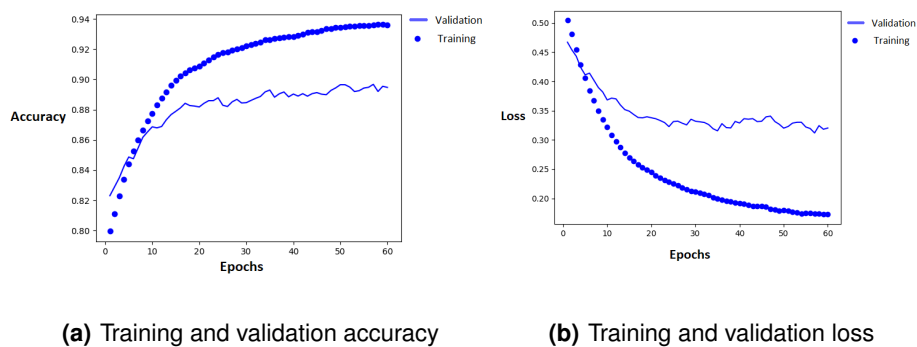 0.94
0.92
0.90
0.88
0.86
0.84
0.82
0.80
Accuracy
0 10 20 30 40 50 60
Epochs
Validation
Training
0.50
0.45
0.40
0.35
0.30
0.25
0.20
Loss
0 10 20 30 40 50 60
Epochs
Validation
Training
(a) Training and validation accuracy
(b) Training and validation loss